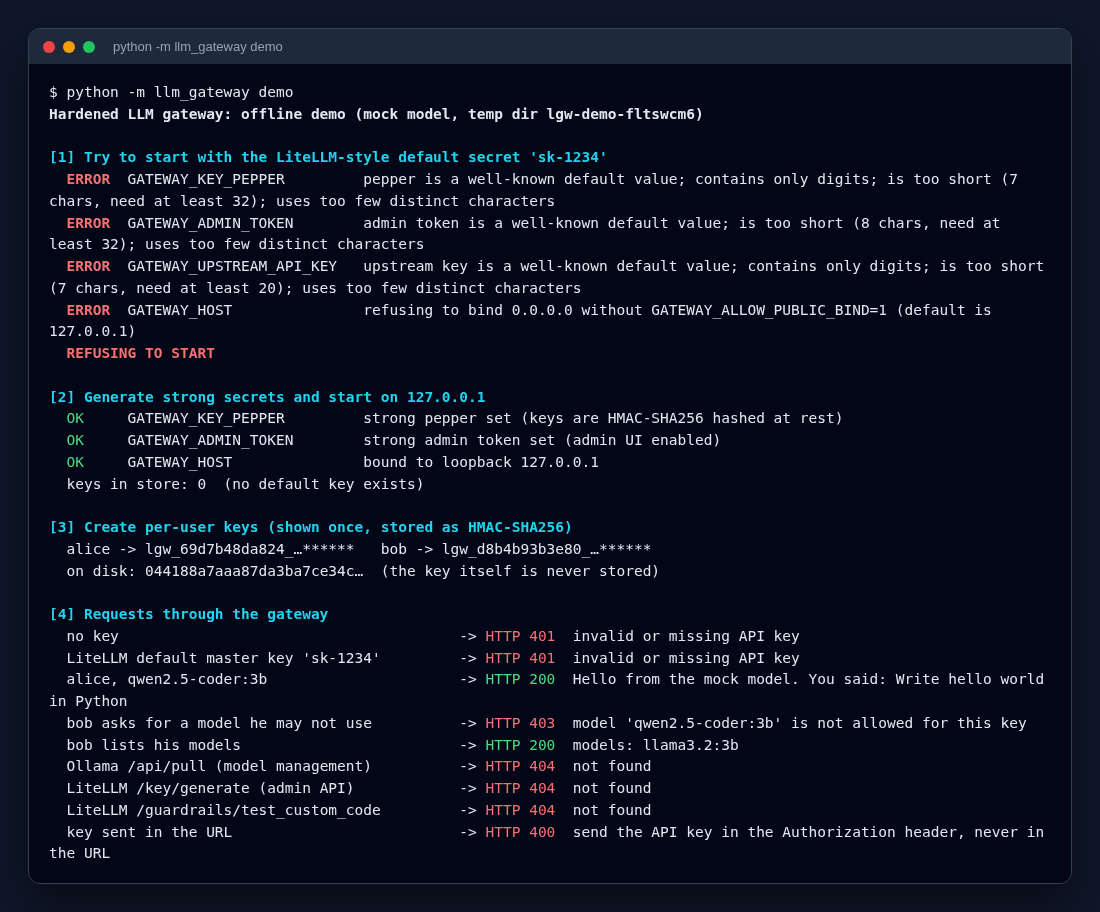 python -m llm_gateway demo
$ python -m llm_gateway demo
Hardened LLM gateway: offline demo (mock model, temp dir lgw-demo-fltswcm6)
[1] Try to start with the LiteLLM-style default secret 'sk-1234'
ERROR  GATEWAY_KEY_PEPPER         pepper is a well-known default value; contains only digits; is too short (7
chars, need at least 32); uses too few distinct characters
ERROR  GATEWAY_ADMIN_TOKEN        admin token is a well-known default value; is too short (8 chars, need at
least 32); uses too few distinct characters
ERROR  GATEWAY_UPSTREAM_API_KEY   upstream key is a well-known default value; contains only digits; is too short
(7 chars, need at least 20); uses too few distinct characters
ERROR  GATEWAY_HOST               refusing to bind 0.0.0.0 without GATEWAY_ALLOW_PUBLIC_BIND=1 (default is
127.0.0.1)
REFUSING TO START
[2] Generate strong secrets and start on 127.0.0.1
OK     GATEWAY_KEY_PEPPER         strong pepper set (keys are HMAC-SHA256 hashed at rest)
OK     GATEWAY_ADMIN_TOKEN        strong admin token set (admin UI enabled)
OK     GATEWAY_HOST               bound to loopback 127.0.0.1
keys in store: 0  (no default key exists)
[3] Create per-user keys (shown once, stored as HMAC-SHA256)
alice -> lgw_69d7b48da824_…******   bob -> lgw_d8b4b93b3e80_…******
on disk: 044188a7aaa87da3ba7ce34c…  (the key itself is never stored)
[4] Requests through the gateway
no key                                       -> HTTP 401  invalid or missing API key
LiteLLM default master key 'sk-1234'         -> HTTP 401  invalid or missing API key
alice, qwen2.5-coder:3b                      -> HTTP 200  Hello from the mock model. You said: Write hello world
in Python
bob asks for a model he may not use          -> HTTP 403  model 'qwen2.5-coder:3b' is not allowed for this key
bob lists his models                         -> HTTP 200  models: llama3.2:3b
Ollama /api/pull (model management)          -> HTTP 404  not found
LiteLLM /key/generate (admin API)            -> HTTP 404  not found
LiteLLM /guardrails/test_custom_code         -> HTTP 404  not found
key sent in the URL                          -> HTTP 400  send the API key in the Authorization header, never in
the URL